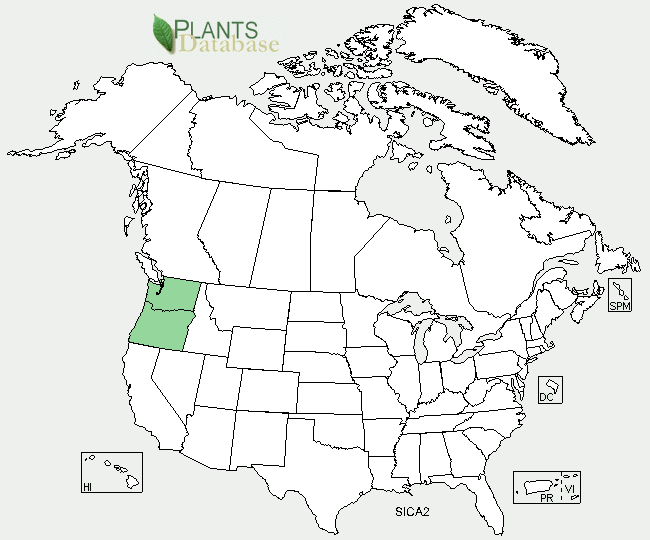 PLANTS
Database
SPM
DC
HI
PR
VI
SICA2